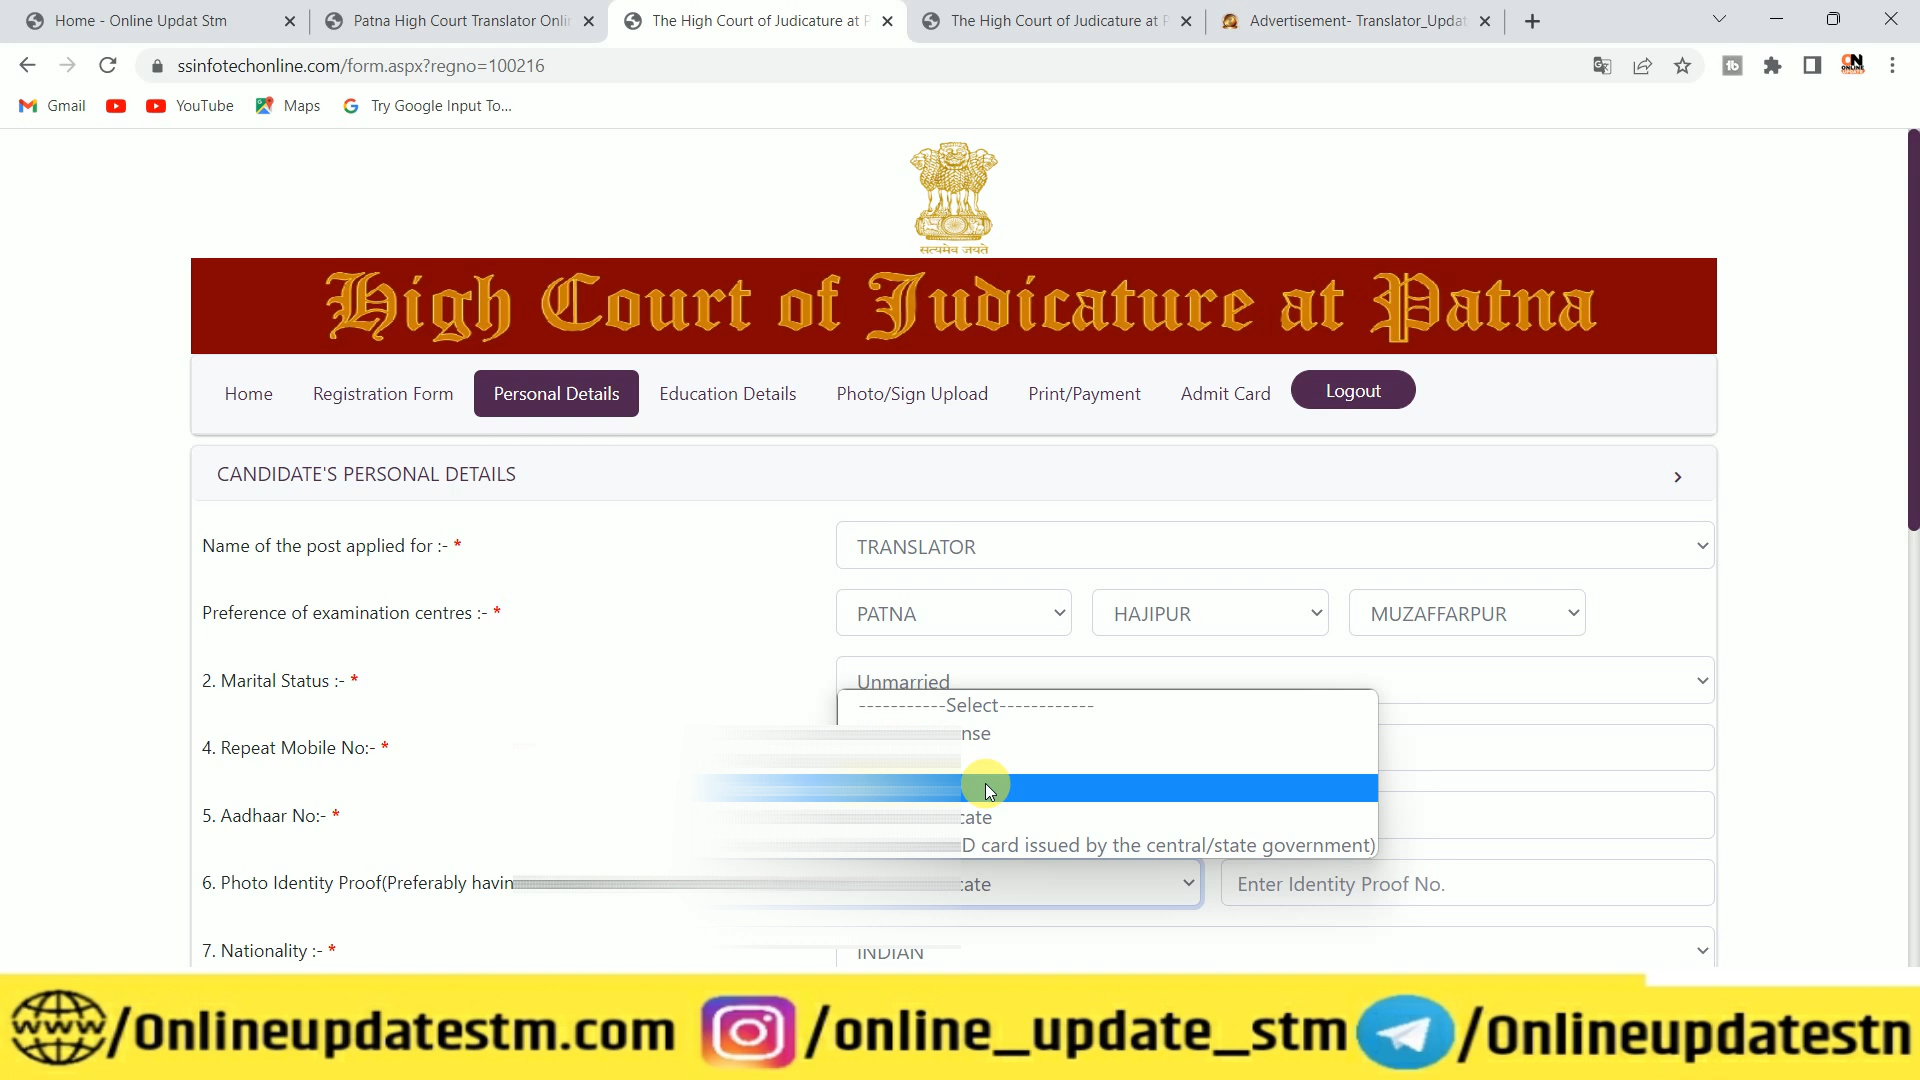 Home - Online Updat Stm
Patna High Court Translator Onli
The High Court of Judicature at P
The High Court of Judicature at P
Advertisement- Translator_Updat
ssinfotechonline.com/form.aspx?regno=100216
Gmail
YouTube
Maps
Try Google Input To...
सत्यमेव जयते
High Court of Judicature at Patna
Home
Registration Form
Personal Details
Education Details
Photo/Sign Upload
Print/Payment
Admit Card
Logout
CANDIDATE'S PERSONAL DETAILS
Name of the post applied for :- *
TRANSLATOR
Preference of examination centres :- *
PATNA
HAJIPUR
MUZAFFARPUR
2. Marital Status :- *
Unmarried
-----------Select------------
nse
4. Repeat Mobile No:- *
5. Aadhaar No:- *
cate
D card issued by the central/state government)
6. Photo Identity Proof(Preferably havin
cate
Enter Identity Proof No.
7. Nationality :- *
INDIAN
www /Onlineupdatestm.com
/online_update_stm
/Onlineupdatestn